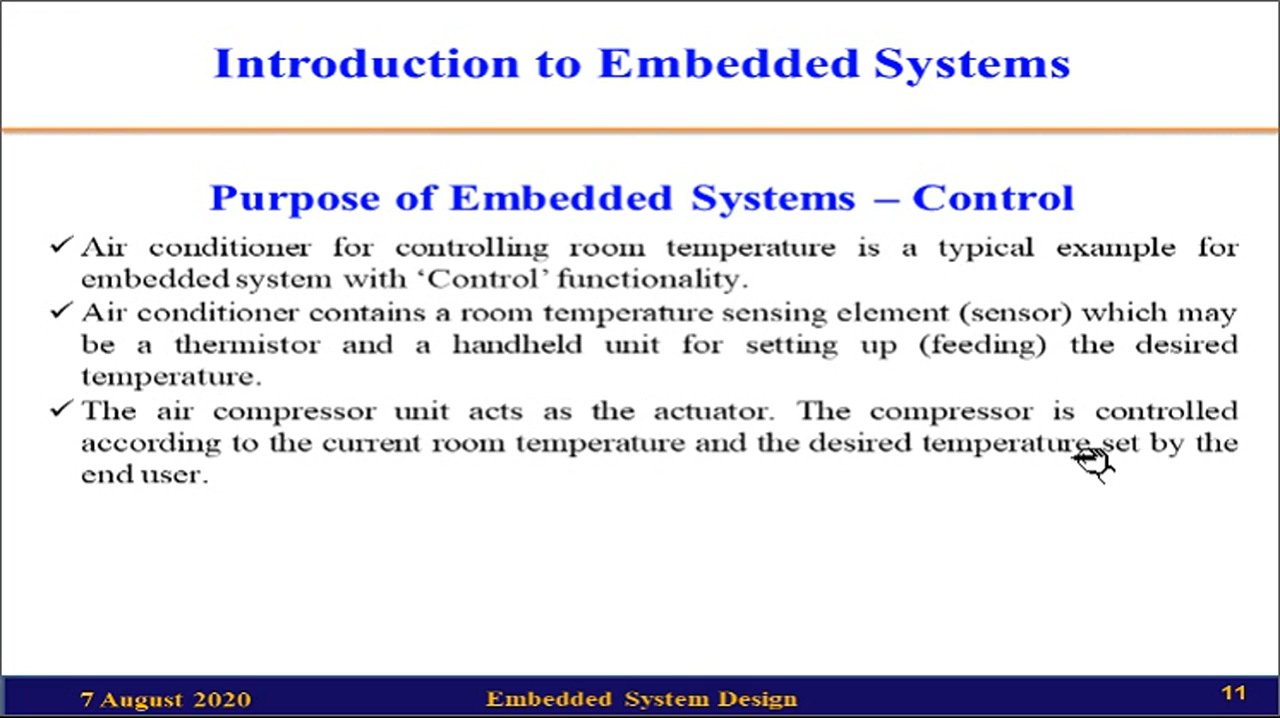 Introduction to Embedded Systems
Purpose of Embedded Systems – Control
✓ Air conditioner for controlling room temperature is a typical example for
embedded system with ‘Control’ functionality.
✓ Air conditioner contains a room temperature sensing element (sensor) which may
be a thermistor and a handheld unit for setting up (feeding) the desired
temperature.
✓ The air compressor unit acts as the actuator. The compressor is controlled
according to the current room temperature and the desired temperature set by the
end user.
7 August 2020
Embedded System Design
11